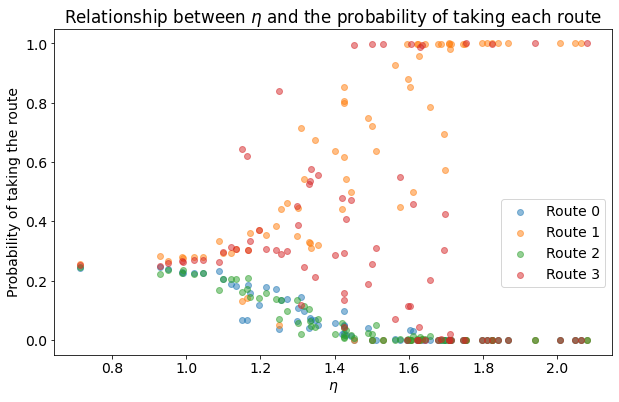 Relationship between η and the probability of taking each route
Probability of taking the route
1.0
0.8
0.6
0.4
0.2
0.0
Route 0
Route 1
Route 2
Route 3
0.8 1.0 1.2 1.4 1.6 1.8 2.0
η